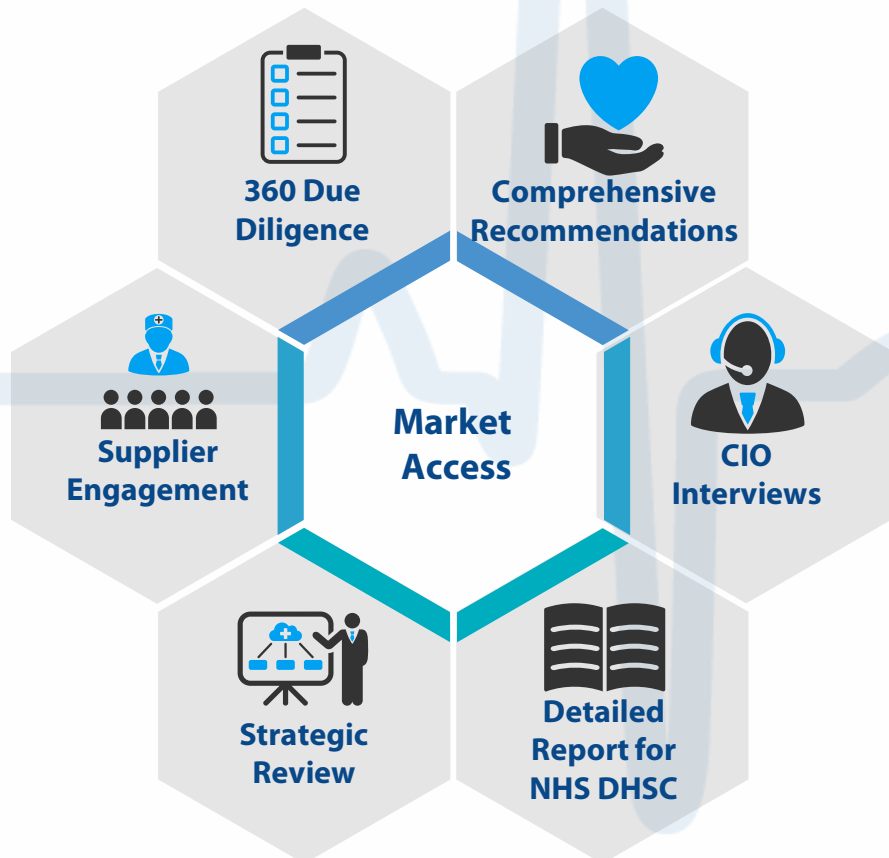 360 Due
Diligence
Comprehensive
Recommendations
Supplier
Engagement
Market
Access
CIO
Interviews
Strategic
Review
Detailed
Report for
NHS DHSC